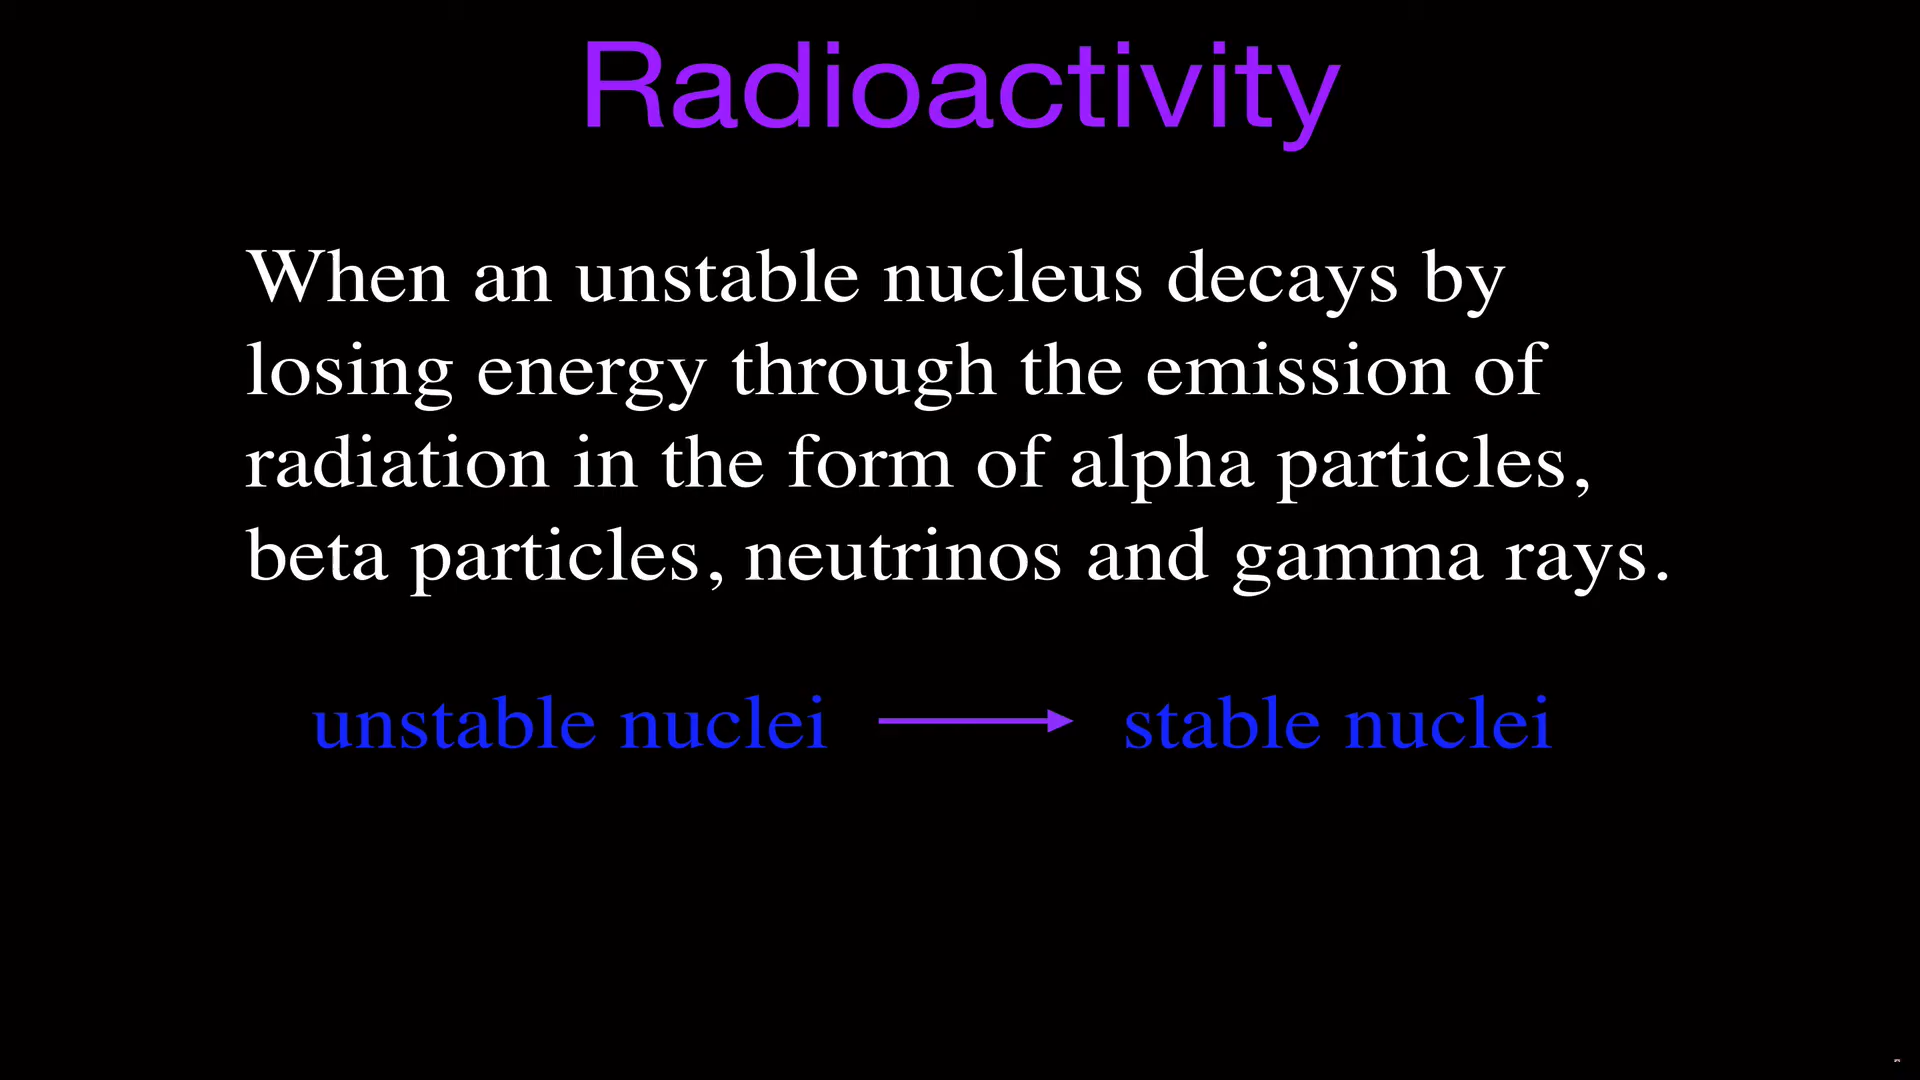 Radioactivity
When an unstable nucleus decays by
losing energy through the emission of
radiation in the form of alpha particles,
beta particles, neutrinos and gamma rays.
unstable nuclei stable nuclei